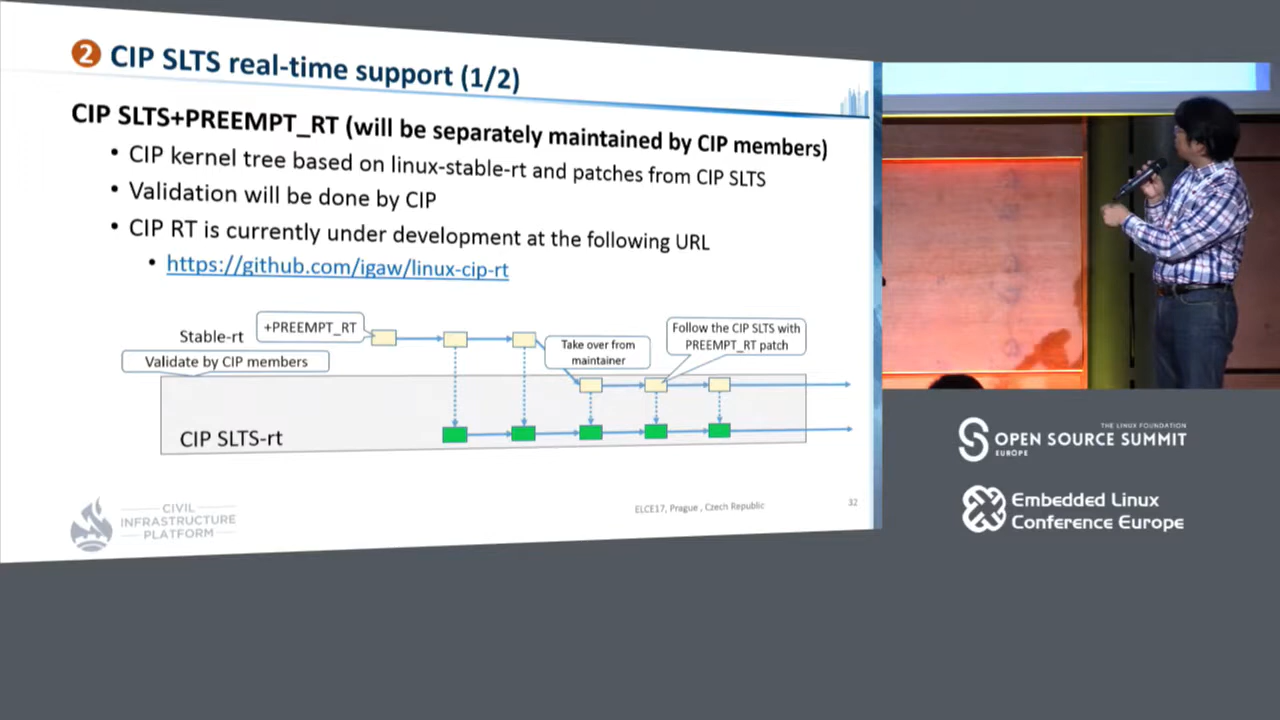 2 CIP SLTS real-time support (1/2)
CIP SLTS+PREEMPT_RT (will be separately maintained by CIP members)
• CIP kernel tree based on linux-stable-rt and patches from CIP SLTS
• Validation will be done by CIP
• CIP RT is currently under development at the following URL
• https://github.com/igaw/linux-cip-rt
Stable-rt
+PREEMPT_RT
Take over from
maintainer
Follow the CIP SLTS with
PREEMPT_RT patch
Validate by CIP members
CIP SLTS-rt
CIVIL
INFRASTRUCTURE
PLATFORM
ELCE17, Prague , Czech Republic
32
THE LINUX FOUNDATION
OPEN SOURCE SUMMIT
EUROPE
Embedded Linux
Conference Europe